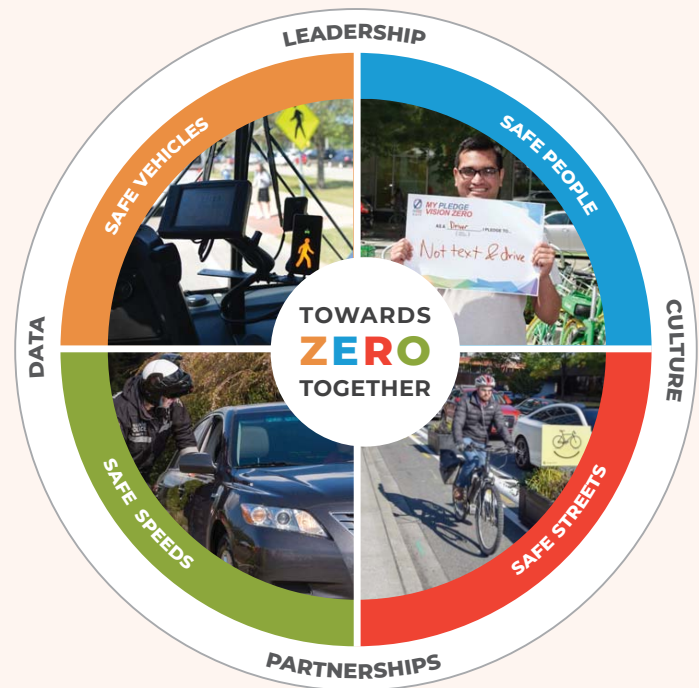 LEADERSHIP
SAFE VEHICLES
SAFE PEOPLE
MY PLEDGE
VISION ZERO
AS A Driver I PLEDGE TO...
Not text & drive
DATA
CULTURE
TOWARDS
ZERO
TOGETHER
POLICE
SAFE SPEEDS
SAFE STREETS
PARTNERSHIPS